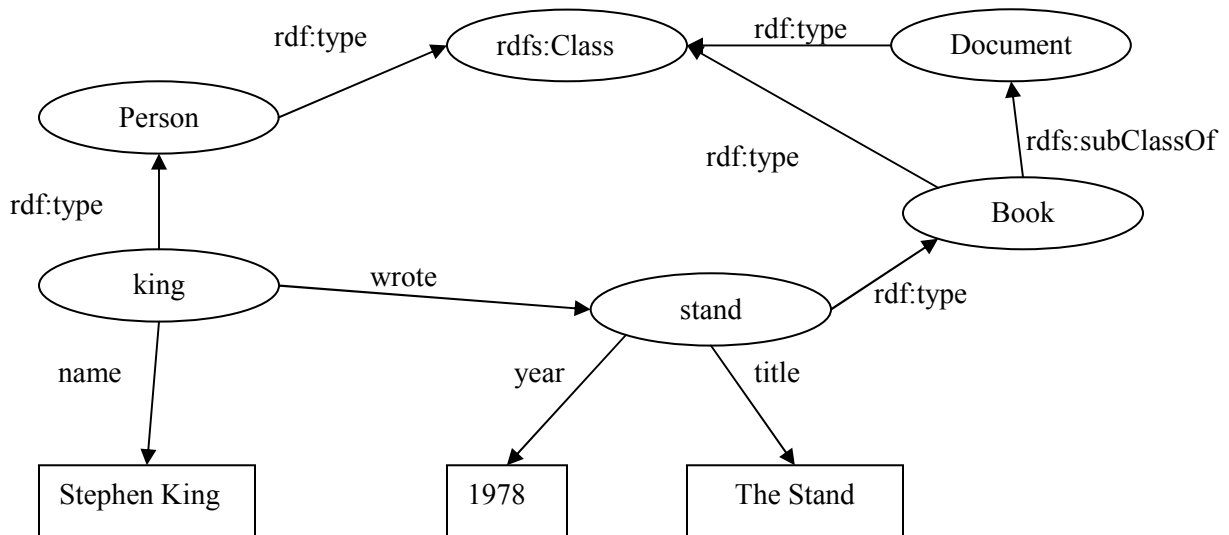 rdf:type
rdfs:Class
rdf:type
Document
Person
rdf:type
rdfs:subClassOf
rdf:type
Book
king
wrote
stand
rdf:type
name
year
title
Stephen King
1978
The Stand